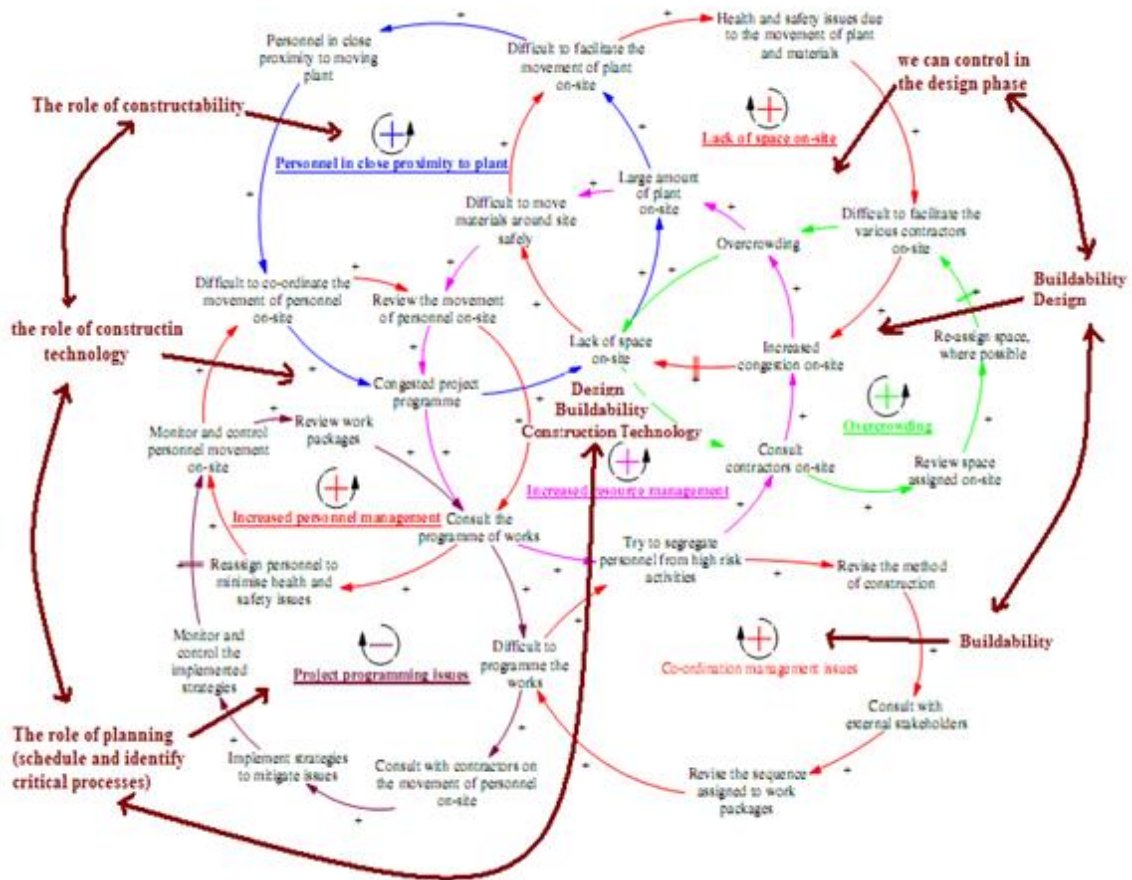 Personnel in close
proximity to moving
plant
Difficult to facilitate the
movement of plant
on-site
Health and safety issues due
to the movement of plant
and materials
we can control in
the design phase
The role of constructability
Personnel in close proximity to plant
Lack of space on-site
Large amount
of plant
on-site
Difficult to move
materials around site
safely
Overcrowding
Difficult to facilitate the
various contractors
on-site
Difficult to co-ordinate the
movement of personnel
on-site
Review the movement
of personnel on-site
Buildability
Design
the role of constructin
technology
Lack of space
on-site
Increased
congestion on-site
Re-assign space,
where possible
Congested project
programme
Design
Buildability
Construction Technology
Review work
packages
Overcrowding
Monitor and control
personnel movement
on-site
Consult
contractors on-site
Review space
assigned on-site
Increased resource management
Increased personnel management
Consult the
programme of works
Try to segregate
personnel from high risk
activities
Reassign personnel to
minimise health and
safety issues
Revise the method
of construction
Monitor and
control the
implemented
strategies
Project programming issues
Difficult to
programme the
works
Buildability
Co-ordination management issues
The role of planning
(schedule and identify
critical processes)
Consult with
external stakeholders
Implement strategies
to mitigate issues
Consult with contractors on
the movement of personnel
on-site
Revise the sequence
assigned to work
packages